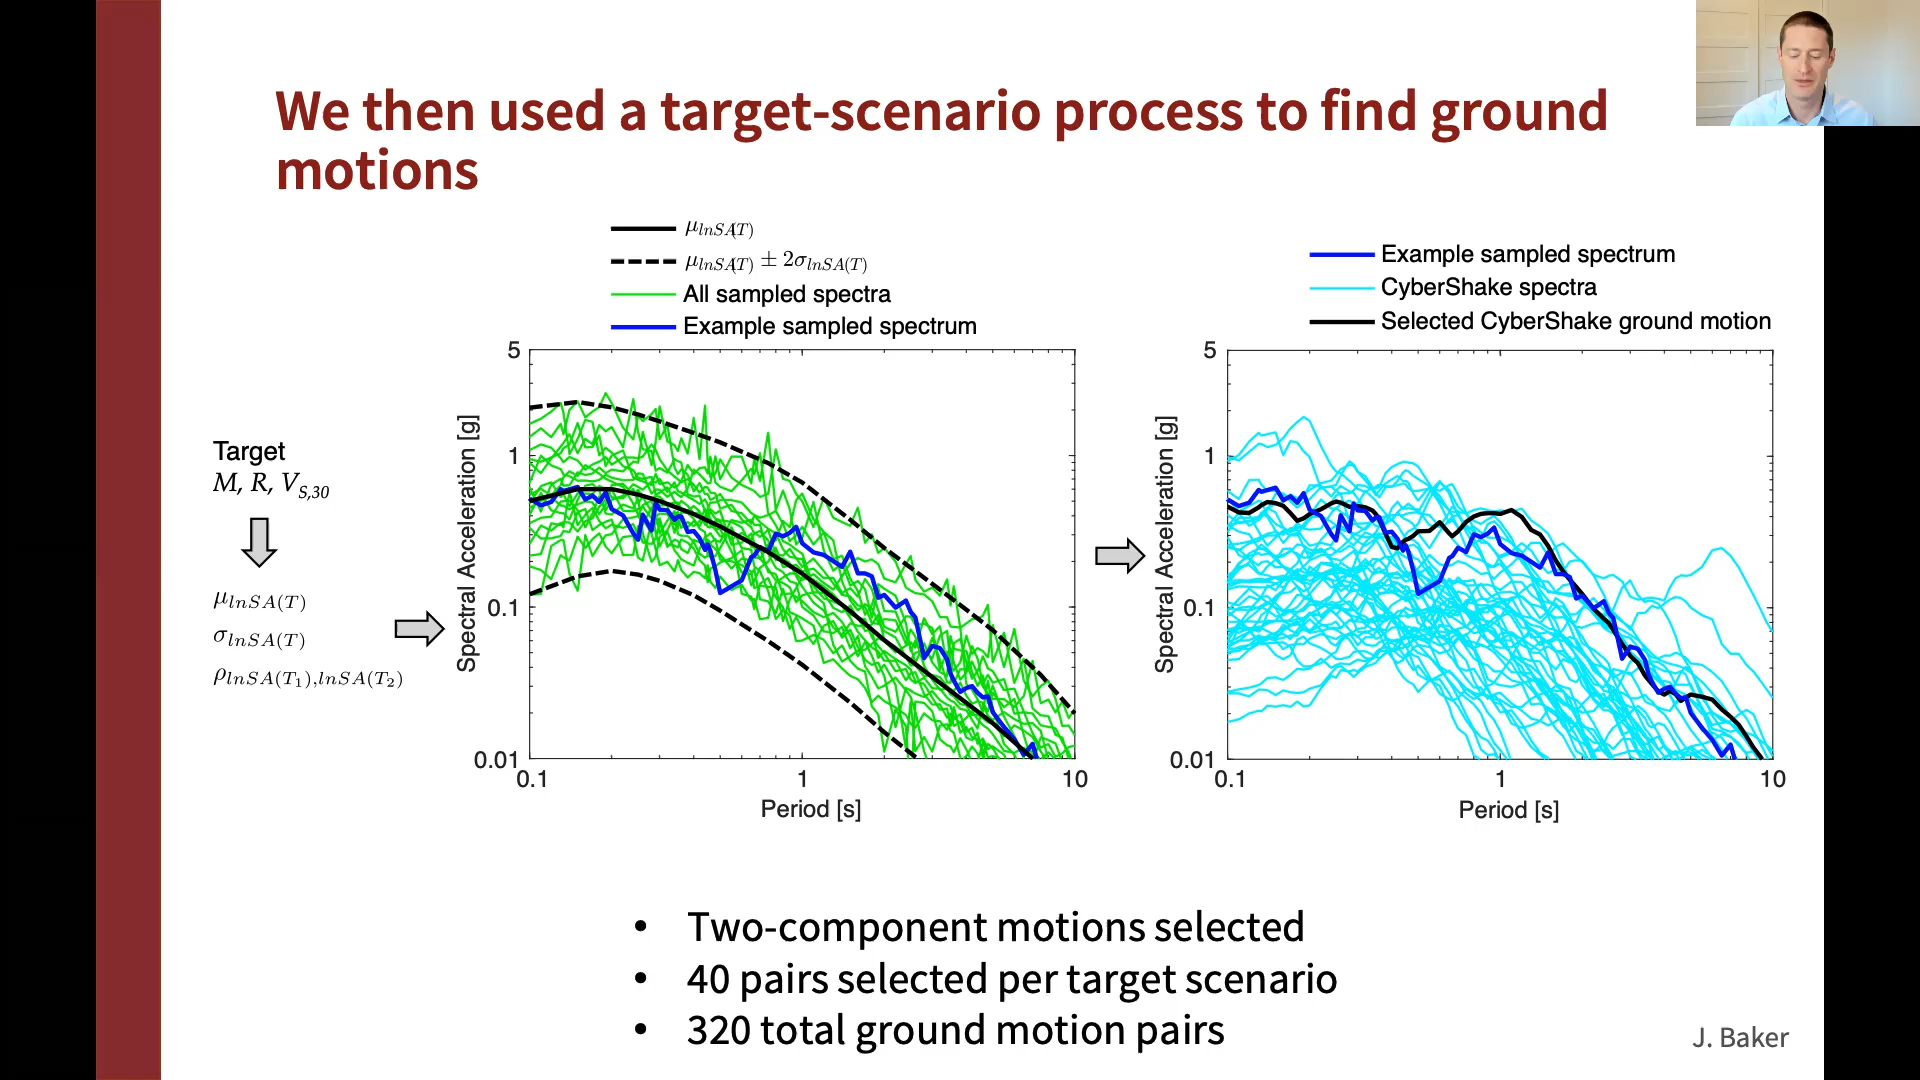 We then used a target-scenario process to find ground
motions
μlnSA(T)
μlnSA(T) ± 2σlnSA(T)
All sampled spectra
Example sampled spectrum
Example sampled spectrum
CyberShake spectra
Selected CyberShake ground motion
Target
M, R, VS,30
μlnSA(T)
σlnSA(T)
ρlnSA(T1),lnSA(T2)
Spectral Acceleration [g]
5
1
0.1
0.01
0.1
1
10
Period [s]
Spectral Acceleration [g]
5
1
0.1
0.01
0.1
1
10
Period [s]
• Two-component motions selected
• 40 pairs selected per target scenario
• 320 total ground motion pairs
J. Baker